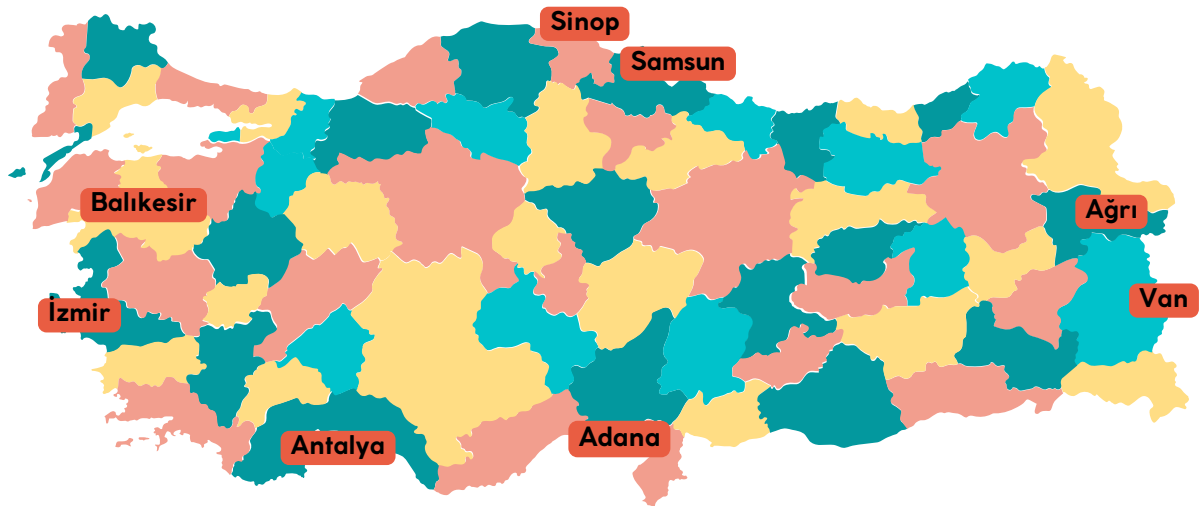 Sinop
Samsun
Balıkesir
Ağrı
İzmir
Van
Antalya
Adana